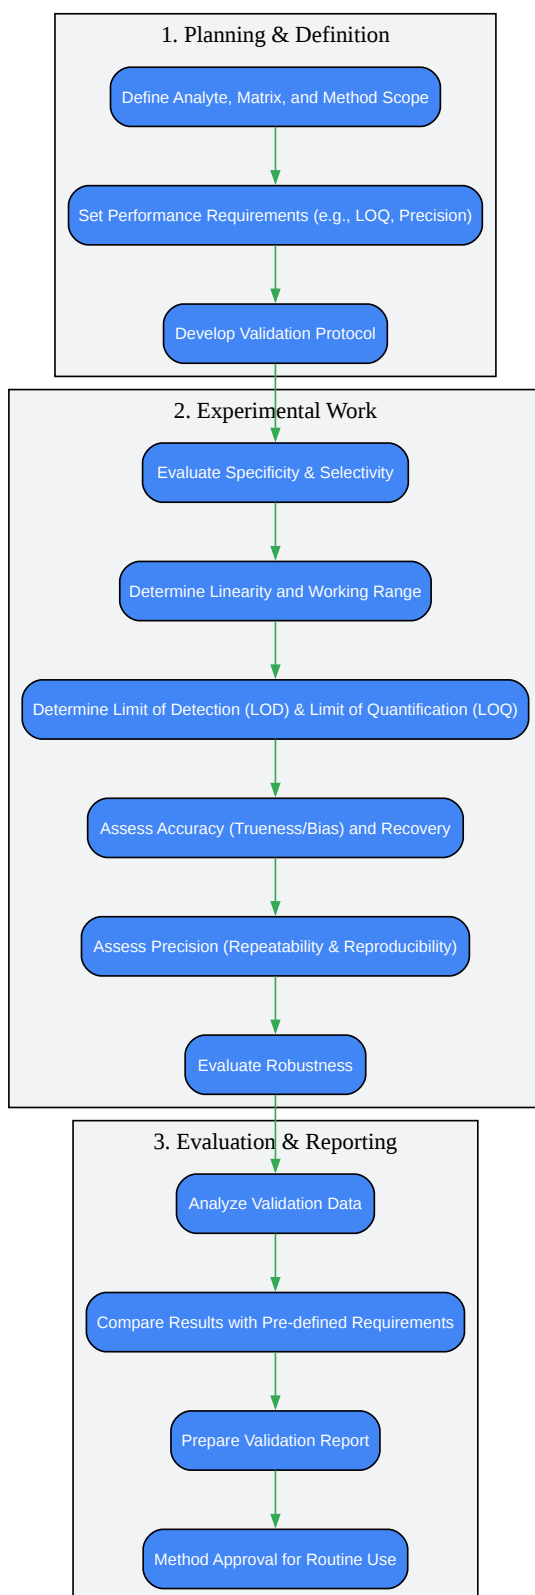 1. Planning & Definition
Define Analyte, Matrix, and Method Scope
Set Performance Requirements (e.g., LOQ, Precision)
Develop Validation Protocol
2. Experimental Work
Evaluate Specificity & Selectivity
Determine Linearity and Working Range
Determine Limit of Detection (LOD) & Limit of Quantification (LOQ)
Assess Accuracy (Trueness/Bias) and Recovery
Assess Precision (Repeatability & Reproducibility)
Evaluate Robustness
3. Evaluation & Reporting
Analyze Validation Data
Compare Results with Pre-defined Requirements
Prepare Validation Report
Method Approval for Routine Use